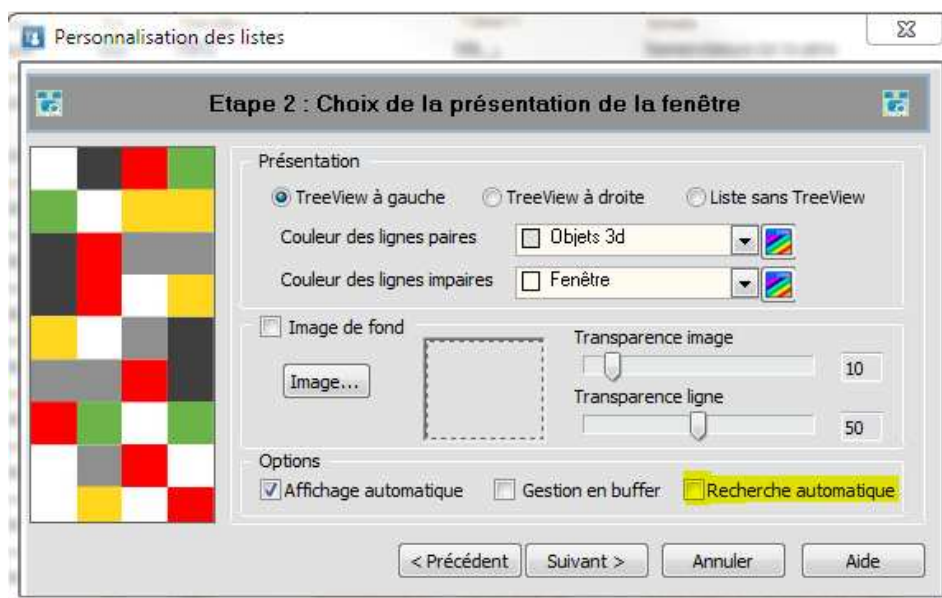 Personnalisation des listes
Etape 2 : Choix de la présentation de la fenêtre
Présentation
TreeView à gauche TreeView à droite Liste sans TreeView
Couleur des lignes paires Objets 3d
Couleur des lignes impaires Fenêtre
Image de fond
Transparence image
Image... 10
Transparence ligne
50
Options
Affichage automatique Gestion en buffer Recherche automatique
< Précédent Suivant > Annuler Aide